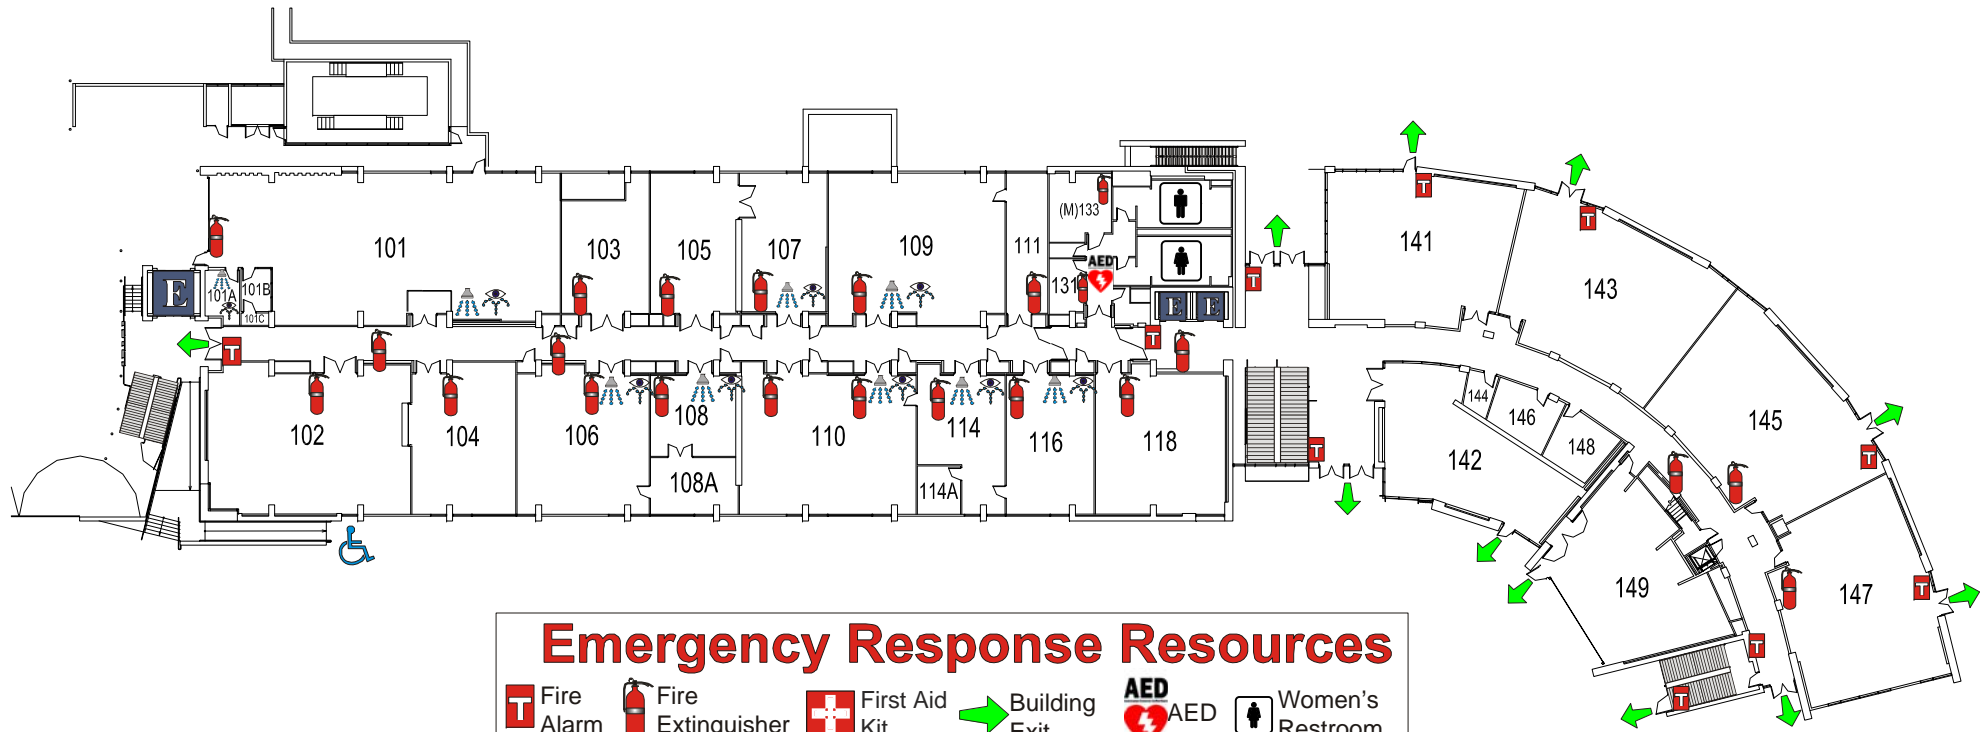 101
103
105
107
109
111
(M)133
131
AED
E
101A
101B
101C
E
E
T
T
T
102
104
106
108
108A
110
114
114A
116
118
T
141
T
143
T
145
T
142
144
146
148
149
147
T
T
T
Emergency Response Resources
T
Fire
Alarm
Fire
Extinguisher
First Aid
Kit
Building
Exit
AED
AED
Women's
Restroom